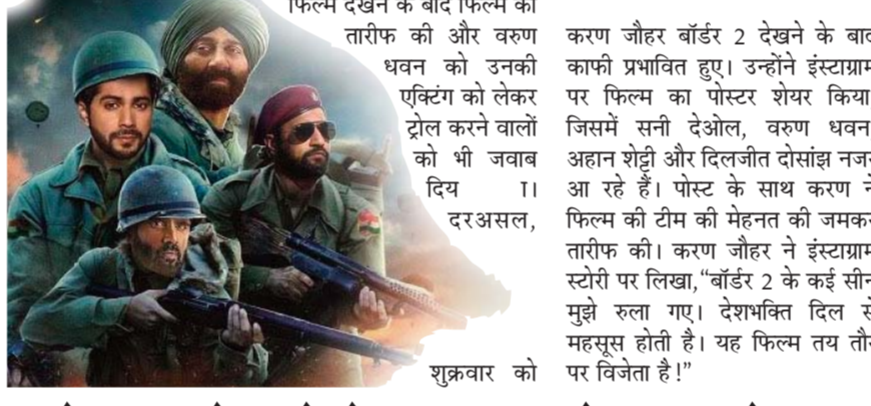 फिल्म देखने के बाद फिल्म की
तारीफ की और वरुण
धवन को उनकी
एक्टिंग को लेकर
ट्रोल करने वालों
को भी जवाब
दिय ा।
दरअसल,
शुक्रवार को
करण जौहर बॉर्डर 2 देखने के बाद
काफी प्रभावित हुए। उन्होंने इंस्टाग्राम
पर फिल्म का पोस्टर शेयर किया
जिसमें सनी देओल, वरुण धवन
अहान शेट्टी और दिलजीत दोसांझ नजर
आ रहे हैं। पोस्ट के साथ करण ने
फिल्म की टीम की मेहनत की जमकर
तारीफ की। करण जौहर ने इंस्टाग्राम
स्टोरी पर लिखा,“बॉर्डर 2 के कई सीन
मुझे रुला गए। देशभक्ति दिल से
महसूस होती है। यह फिल्म तय तौर
पर विजेता है!”